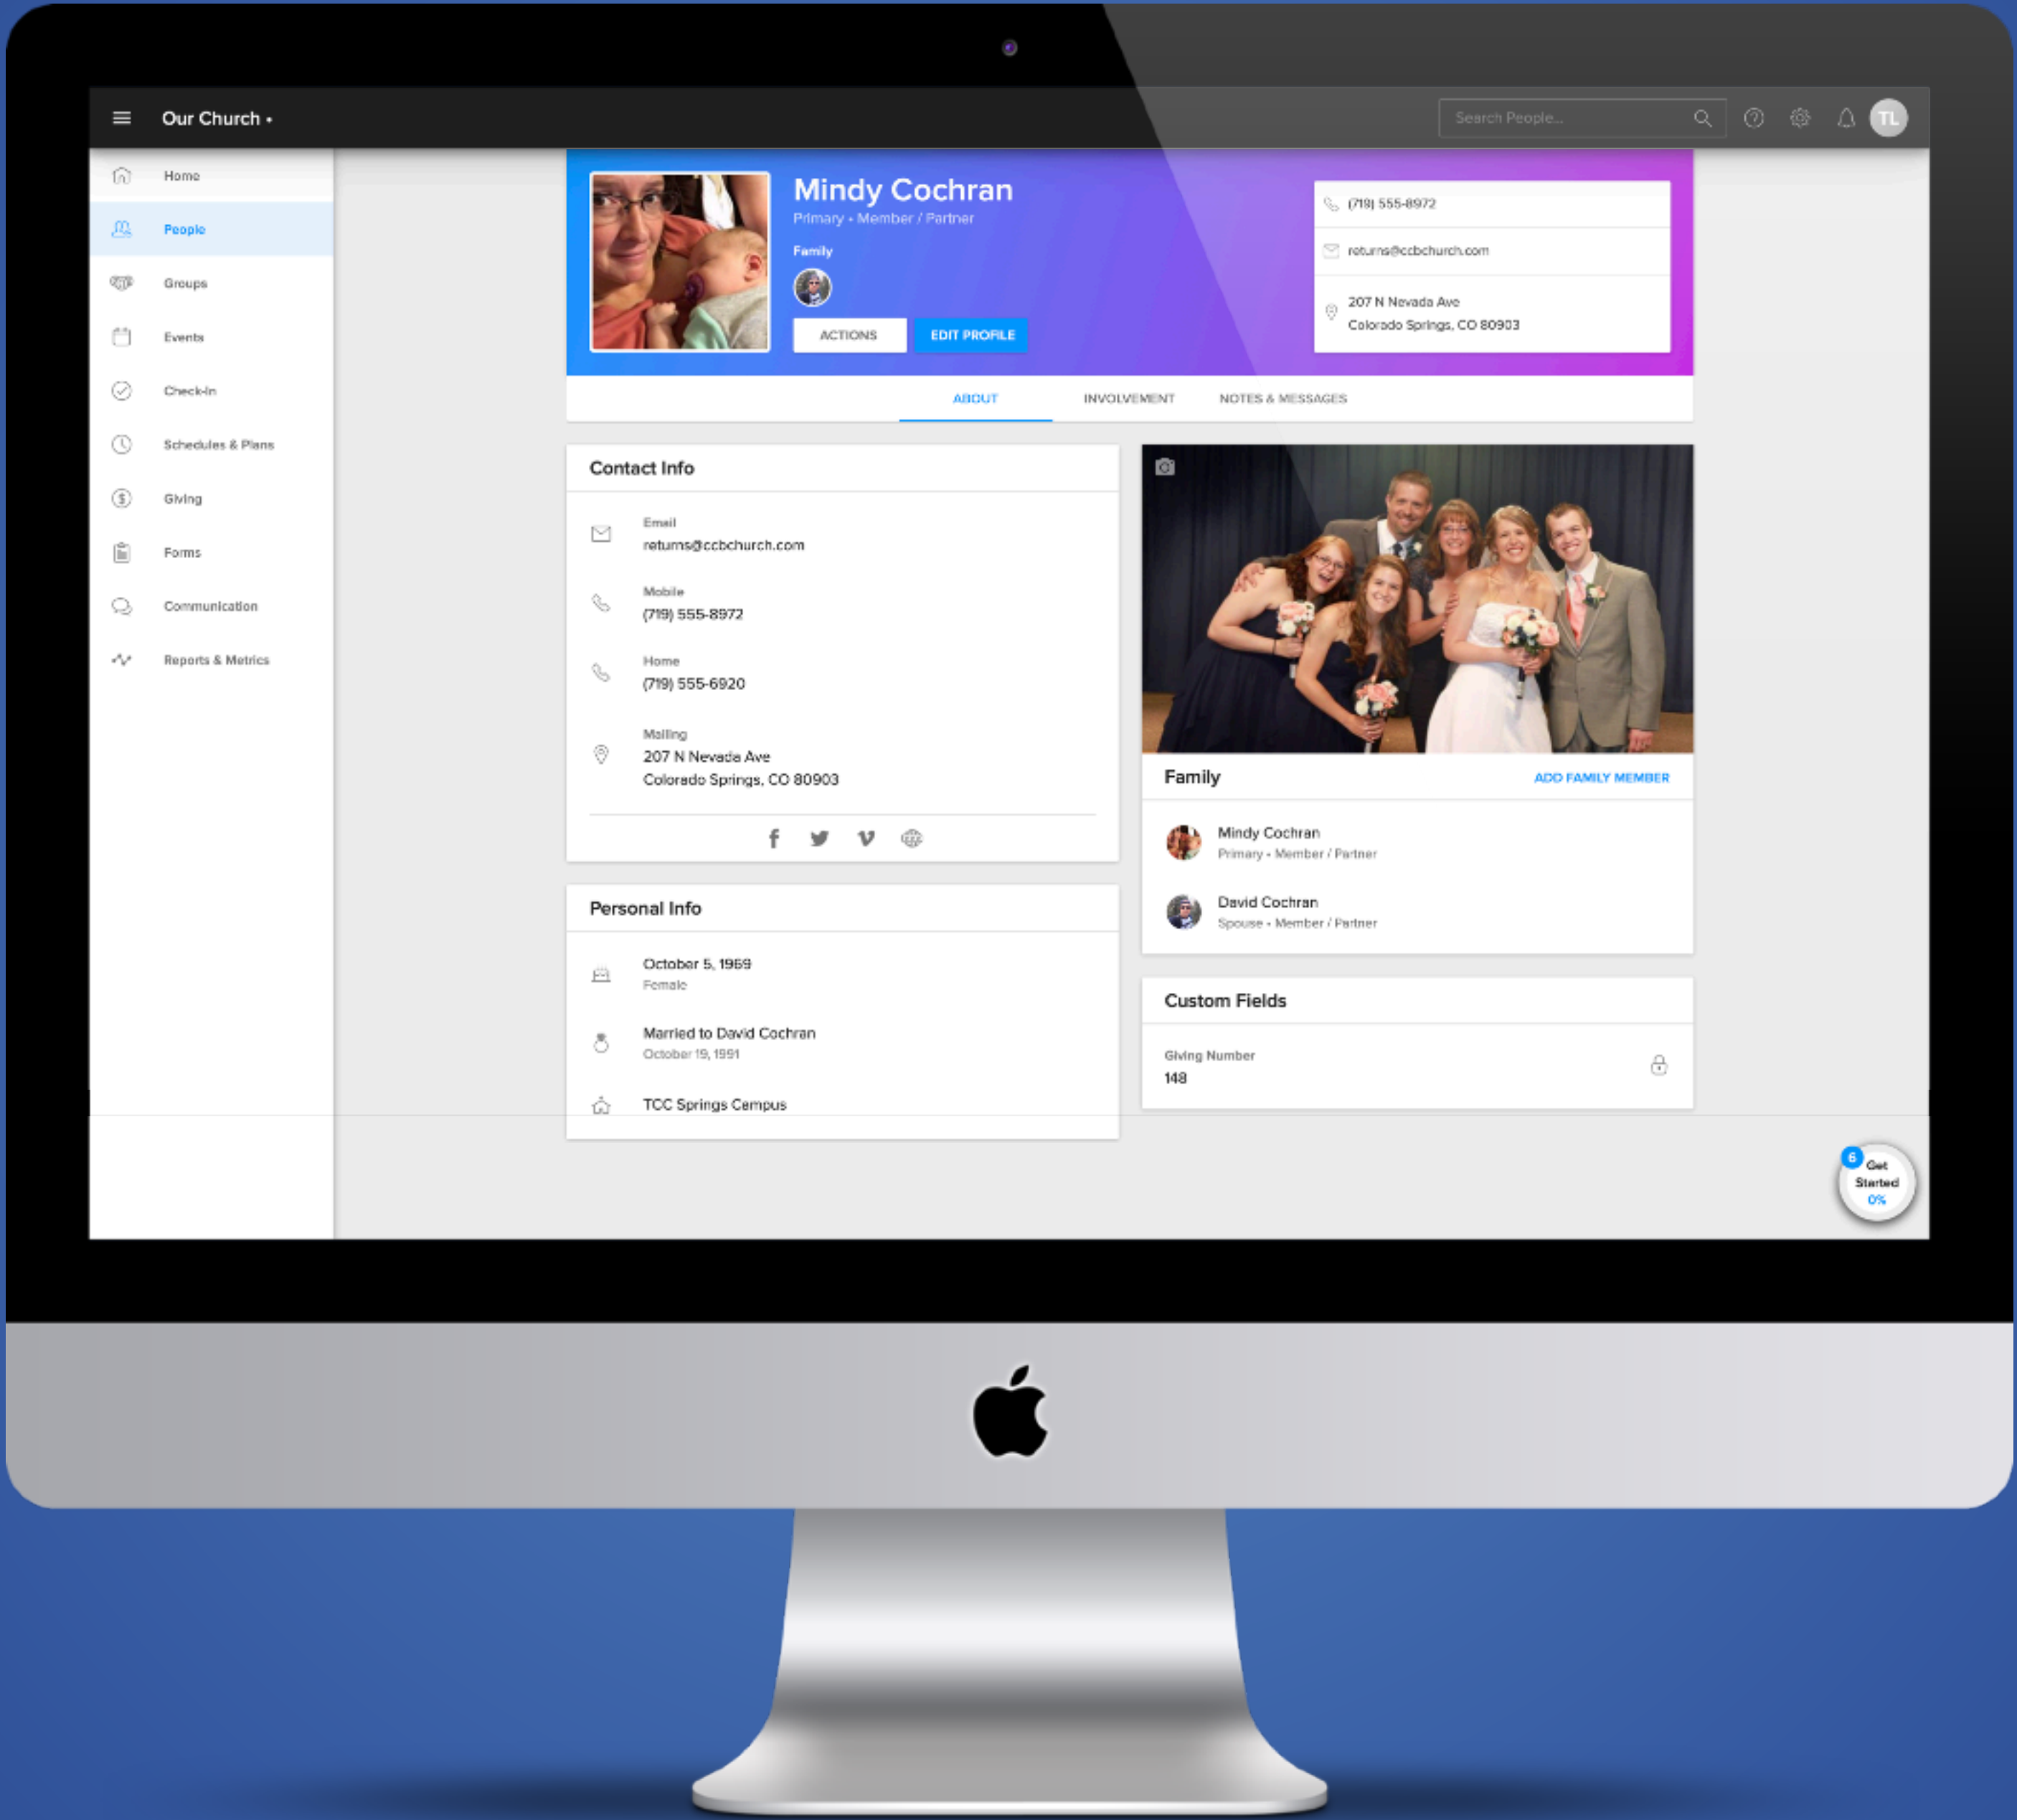 Our Church •
Search People...
TL
Home
People
Groups
Events
Check-In
Schedules & Plans
Giving
Forms
Communication
Reports & Metrics
Mindy Cochran
Primary • Member / Partner
Family
ACTIONS
EDIT PROFILE
(719) 555-8972
returns@ccbchurch.com
207 N Nevada Ave
Colorado Springs, CO 80903
ABOUT
INVOLVEMENT
NOTES & MESSAGES
Contact Info
Email
returns@ccbchurch.com
Mobile
(719) 555-8972
Home
(719) 555-6920
Mailing
207 N Nevada Ave
Colorado Springs, CO 80903
Personal Info
October 5, 1969
Female
Married to David Cochran
October 19, 1991
TCC Springs Campus
Family
ADD FAMILY MEMBER
Mindy Cochran
Primary • Member / Partner
David Cochran
Spouse • Member / Partner
Custom Fields
Giving Number
148
6
Get
Started
0%